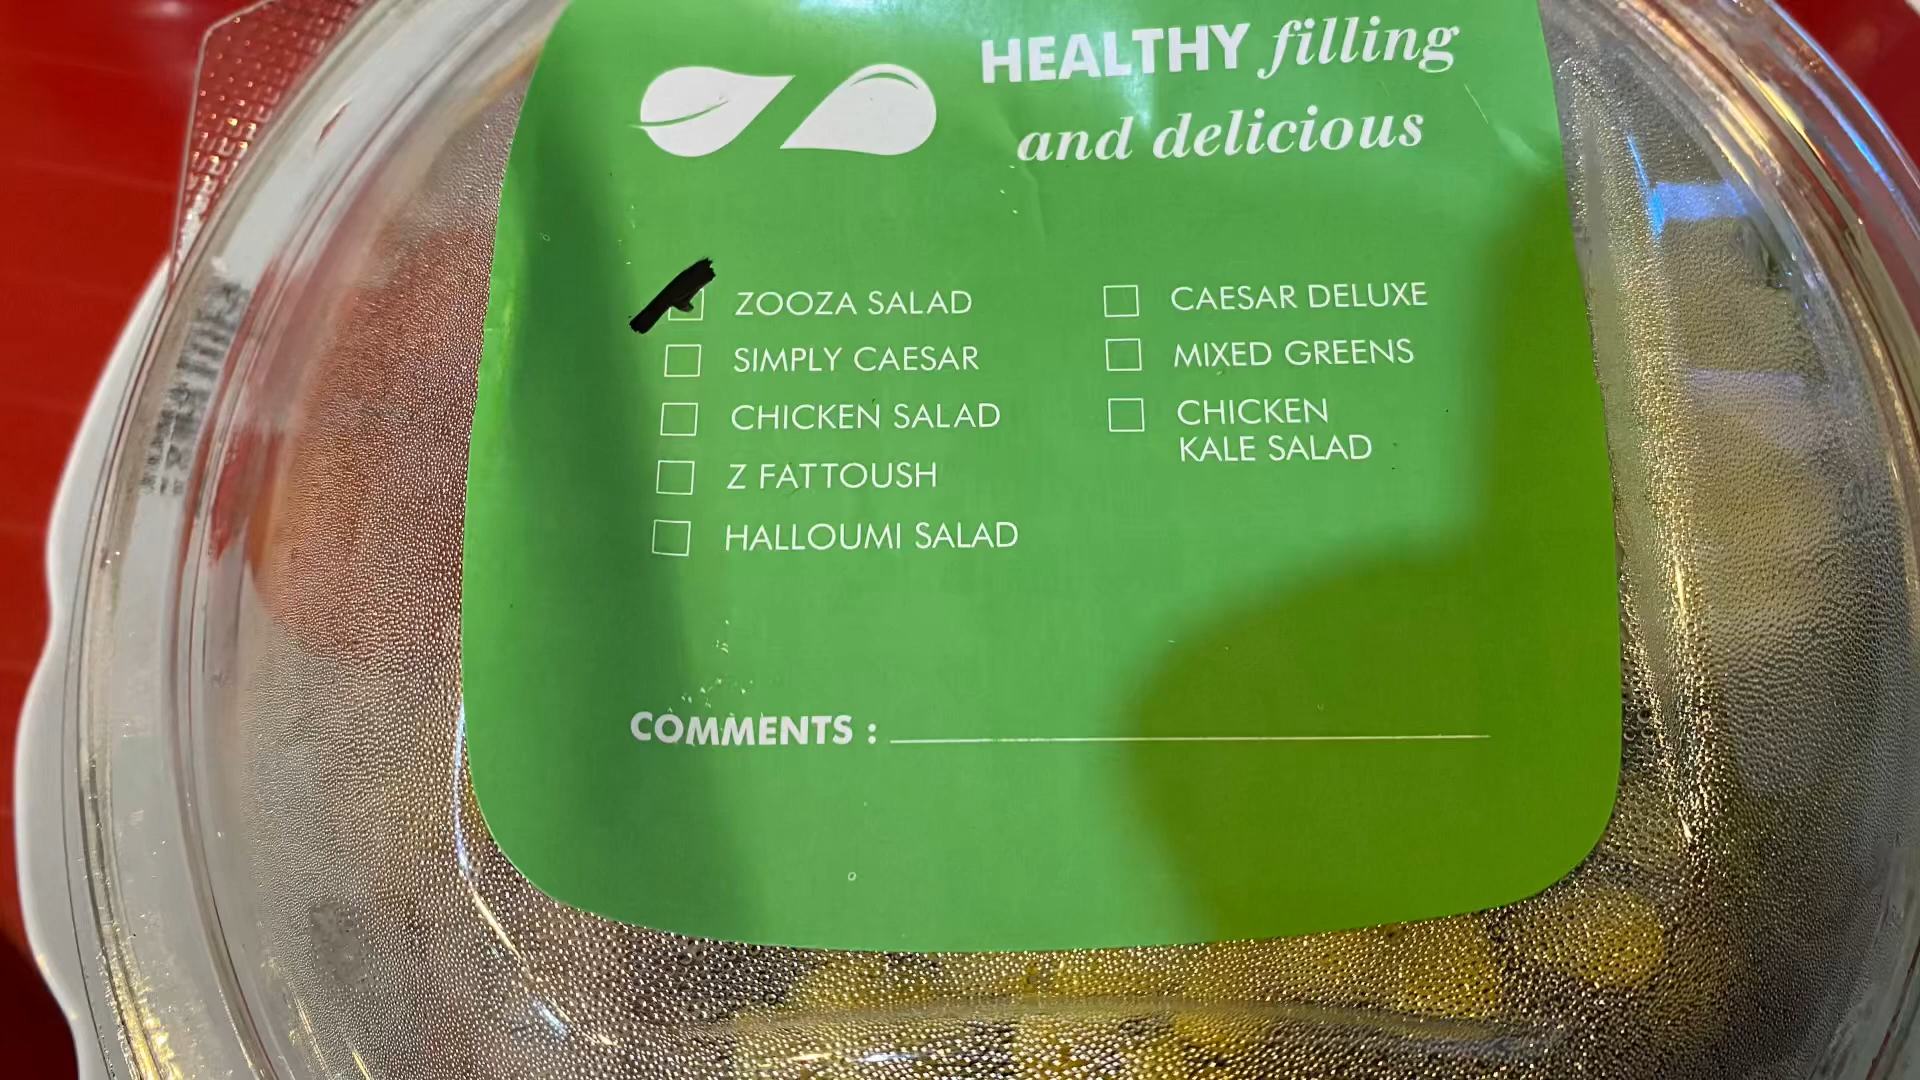 HEALTHY filling
and delicious
ZOOZA SALAD
SIMPLY CAESAR
CHICKEN SALAD
Z FATTOUSH
HALLOUMI SALAD
CAESAR DELUXE
MIXED GREENS
CHICKEN
KALE SALAD
COMMENTS :